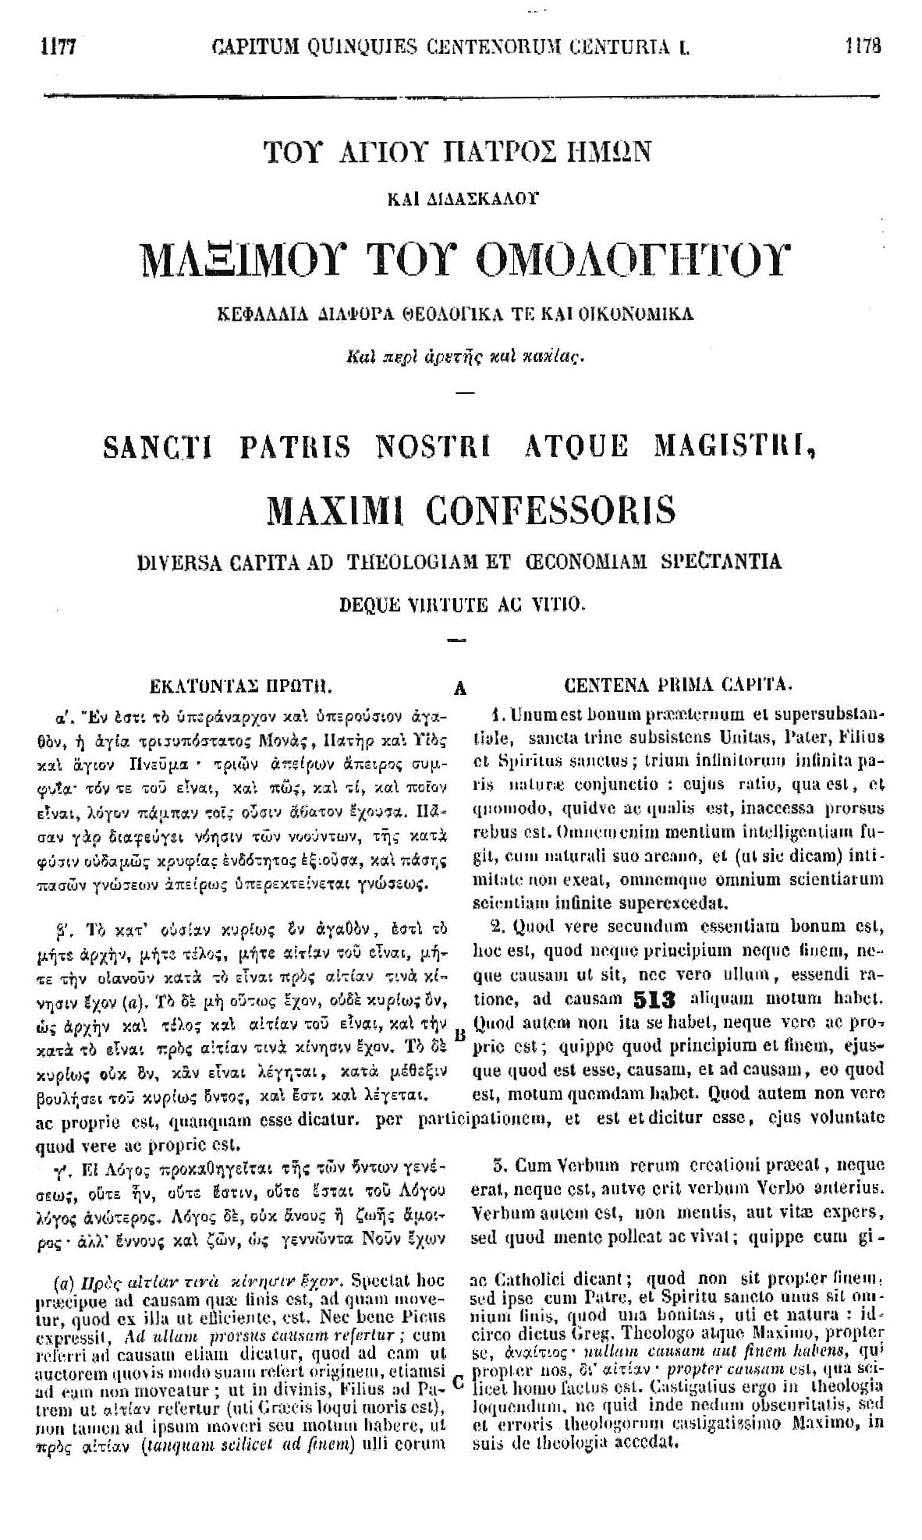 1177
CAPITUM QUINQUIES CENTENORUM CENTURIA I.
1178
ΤΟΥ ΑΓΙΟΥ ΠΑΤΡΟΣ ΗΜΩΝ
ΚΑΙ ΔΙΔΑΣΚΑΛΟΥ
ΜΑΞΙΜΟΥ ΤΟΥ ΟΜΟΛΟΓΗΤΟΥ
ΚΕΦΑΛΑΙΑ ΔΙΑΦΟΡΑ ΘΕΟΛΟΓΙΚΑ ΤΕ ΚΑΙ ΟΙΚΟΝΟΜΙΚΑ
Καὶ περὶ ἀρετῆς καὶ κακίας.
SANCTI PATRIS NOSTRI ATQUE MAGISTRI,
MAXIMI CONFESSORIS
DIVERSA CAPITA AD THEOLOGIAM ET ŒCONOMIAM SPECTANTIA
DEQUE VIRTUTE AC VITIO.
ΕΚΑΤΟΝΤΑΣ ΠΡΩΤΗ.
α'. Ἕν ἐστι τὸ ὑπεράναρχον καὶ ὑπερούσιον ἀγα-
θὸν, ἡ ἁγία τρισυπόστατος Μονὰς, Πατὴρ καὶ Υἱὸς
καὶ ἅγιον Πνεῦμα · τριῶν ἀπείρων ἄπειρος συμ-
φυΐα· τόν τε τοῦ εἶναι, καὶ πῶς, καὶ τί, καὶ ποῖον
εἶναι, λόγον πάμπαν τοῖς οὖσιν ἄβατον ἔχουσα. Πᾶ-
σαν γὰρ διαφεύγει νόησιν τῶν νοούντων, τῆς κατὰ
φύσιν οὐδαμῶς κρυφίας ἐνδότητος ἐξιοῦσα, καὶ πάσης
πασῶν γνώσεων ἀπείρως ὑπερεκτείνεται γνώσεως.
β'. Τὸ κατ' οὐσίαν κυρίως ὂν ἀγαθὸν, ἐστὶ τὸ
μήτε ἀρχὴν, μήτε τέλος, μήτε αἰτίαν τοῦ εἶναι, μή-
τε τὴν οἱανοῦν κατὰ τὸ εἶναι πρὸς αἰτίαν τινὰ κί-
νησιν ἔχον (a). Τὸ δὲ μὴ οὕτως ἔχον, οὐδὲ κυρίως ὂν,
ὡς ἀρχὴν καὶ τέλος καὶ αἰτίαν τοῦ εἶναι, καὶ τὴν
κατὰ τὸ εἶναι πρὸς αἰτίαν τινὰ κίνησιν ἔχον. Τὸ δὲ
κυρίως οὐκ ὂν, κἂν εἶναι λέγηται, κατὰ μέθεξιν
βουλήσει τοῦ κυρίως ὄντος, καὶ ἔστι καὶ λέγεται.
A
B
CENTENA PRIMA CAPITA.
1. Unum est bonum prææternum et supersubstan-
tiale, sancta trine subsistens Unitas, Pater, Filius
et Spiritus sanctus; trium infinitorum infinita pa-
ris naturæ conjunctio : cujus ratio, qua est, et
quomodo, quidve ac qualis est, inaccessa prorsus
rebus est. Omnem enim mentium intelligentiam fu-
git, cum naturali suo arcano, et (ut sic dicam) inti-
mitate non exeat, omnemque omnium scientiarum
scientiam infinite superexcedat.
2. Quod vere secundum essentiam bonum est,
hoc est, quod neque principium neque finem, ne-
que causam ut sit, nec vero ullum, essendi ra-
tione, ad causam 513 aliquam motum habet.
Quod autem non ita se habet, neque vere ac pro-
prie est; quippe quod principium et finem, ejus-
que quod est esse, causam, et ad causam, eo quod
est, motum quemdam habet. Quod autem non vere
ac proprie est, quanquam esse dicatur, per participationem, et est et dicitur esse, ejus voluntate
quod vere ac proprie est.
γ'. Εἰ Λόγος προκαθηγεῖται τῆς τῶν ὄντων γενέ-
σεως, οὔτε ἦν, οὔτε ἔστιν, οὔτε ἔσται τοῦ Λόγου
λόγος ἀνώτερος. Λόγος δὲ, οὐκ ἄνους ἢ ζωῆς ἄμοι-
ρος· ἀλλ' ἔννους καὶ ζῶν, ὡς γεννῶντα Νοῦν ἔχων
3. Cum Verbum rerum creationi præeat, neque
erat, neque est, autve erit verbum Verbo anterius.
Verbum autem est, non mentis, aut vitæ expers,
sed quod mente polleat ac vivat; quippe cum gi-
(a) Πρὸς αἰτίαν τινὰ κίνησιν ἔχον. Spectat hoc
præcipue ad causam quæ finis est, ad quam move-
tur, quod ex illa ut efficiente, est. Nec bene Picus
expressit, Ad ullam prorsus causam refertur; cum
referri ad causam etiam dicatur, quod ad eam ut
auctorem quovis modo suam refert originem, etiamsi
ad eam non moveatur; ut in divinis, Filius ad Pa-
trem ut αἰτίαν refertur (uti Græcis loqui moris est),
non tamen ad ipsum moveri seu motum habere, ut
πρὸς αἰτίαν (tanquam scilicet ad finem) ulli eorum
C
ac Catholici dicant; quod non sit propter finem,
sed ipse cum Patre, et Spiritu sancto unus sit om-
nium finis, quod una bonitas, uti et natura : id-
circo dictus Greg. Theologo atque Maximo, propter
se, ἀναίτιος· nullam causam aut finem habens, qui
propter nos, δι' αἰτίαν· propter causam est, qua sci-
licet homo factus est. Castigatius ergo in theologia
loquendum, ne quid inde nedum obscuritatis, sed
et erroris theologorum castigatissimo Maximo, in
suis de theologia accedat.